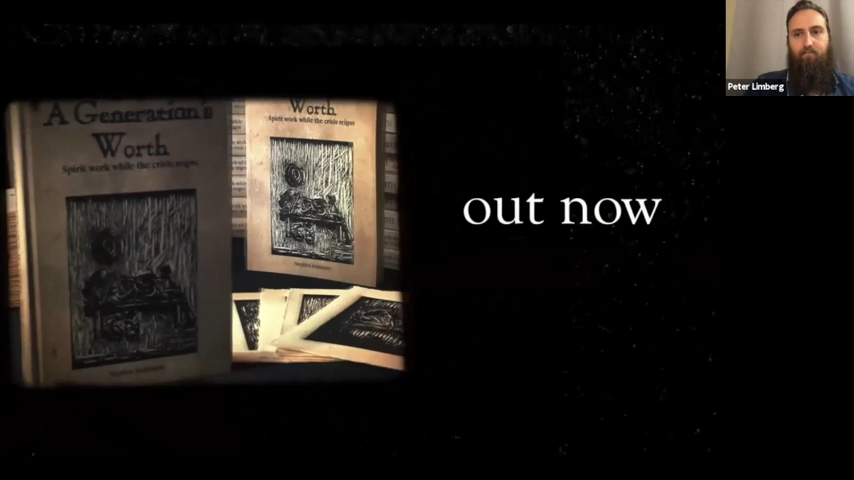 A Generation's
Worth
Spirit work while the crisis reigns
Worth
Spirit work while the crisis reigns
out now
Peter Limberg